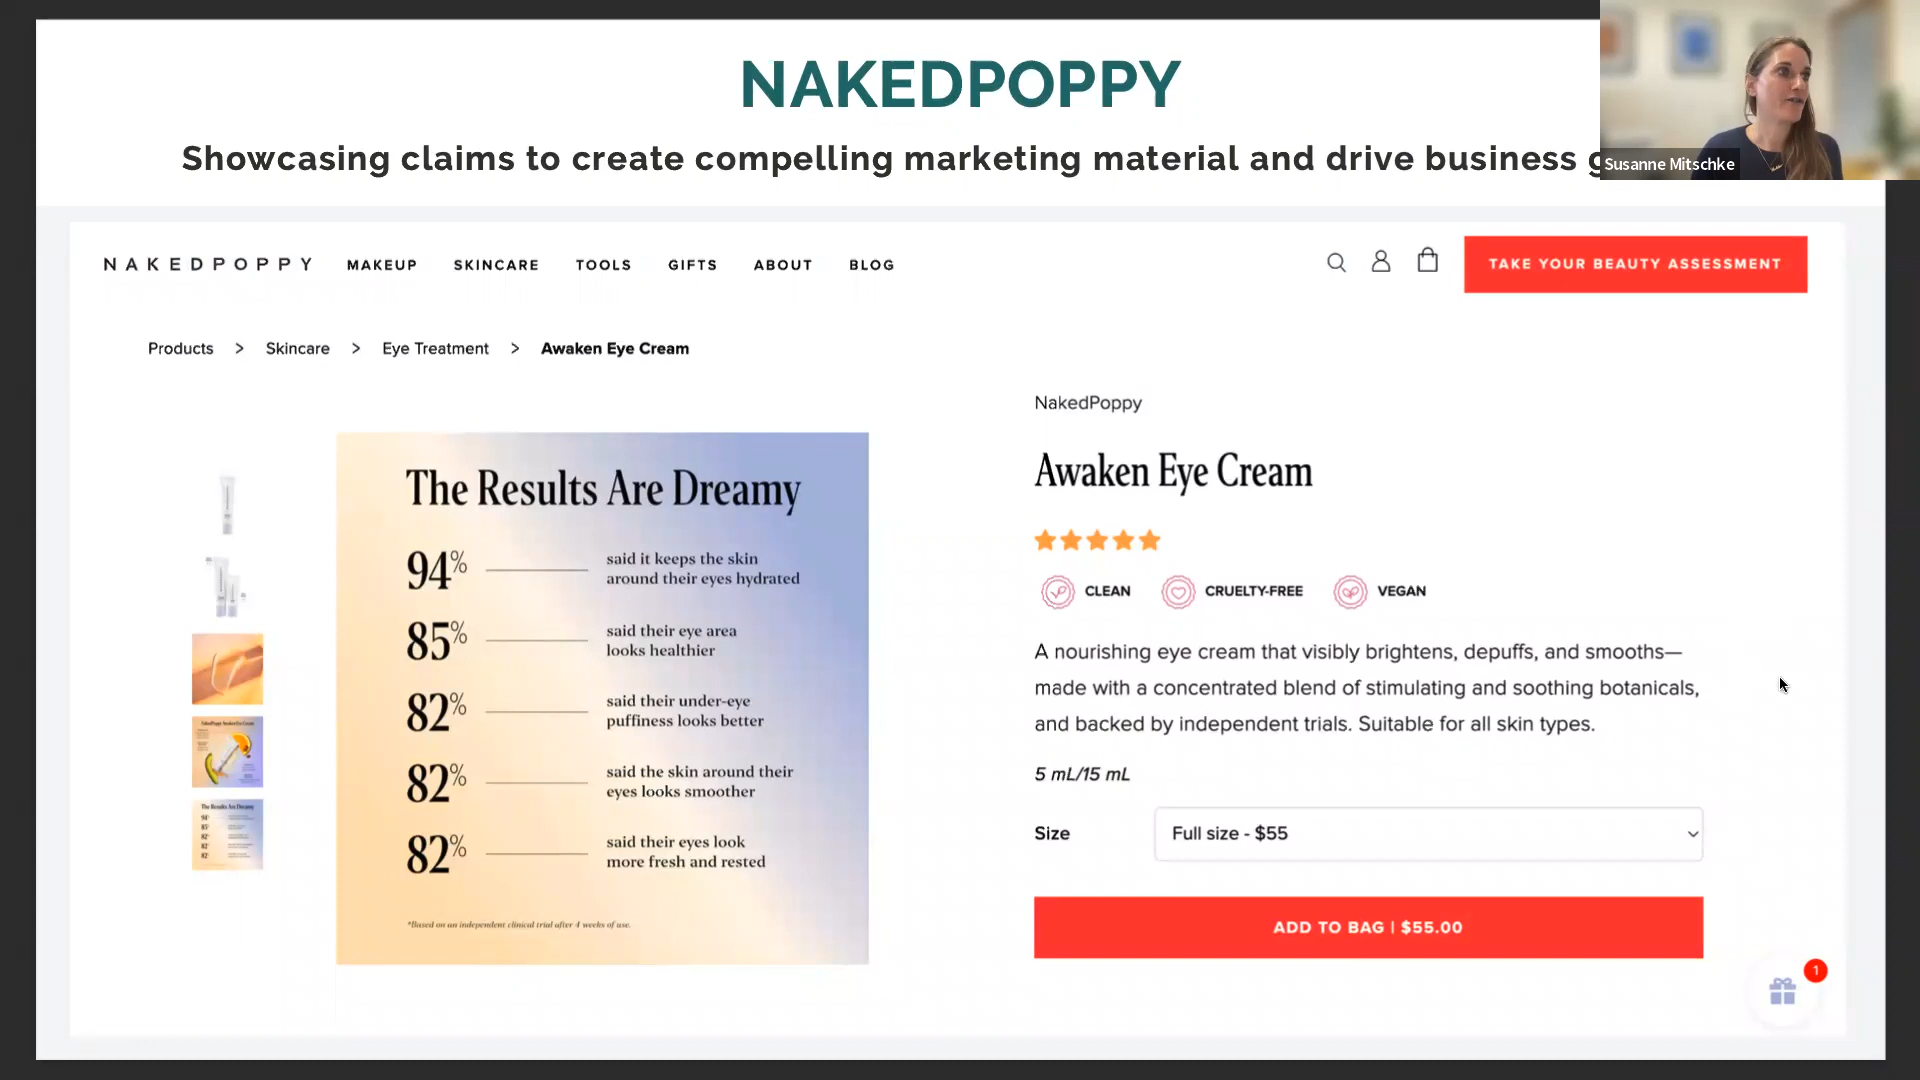 NAKEDPOPPY
Showcasing claims to create compelling marketing material and drive business g
Susanne Mitschke
NAKEDPOPPY MAKEUP SKINCARE TOOLS GIFTS ABOUT BLOG
TAKE YOUR BEAUTY ASSESSMENT
Products > Skincare > Eye Treatment > Awaken Eye Cream
The Results Are Dreamy
94% said it keeps the skin
around their eyes hydrated
85% said their eye area
looks healthier
82% said their under-eye
puffiness looks better
82% said the skin around their
eyes looks smoother
82% said their eyes look
more fresh and rested
*Based on an independent clinical trial after 4 weeks of use.
NakedPoppy
Awaken Eye Cream
CLEAN CRUELTY-FREE VEGAN
A nourishing eye cream that visibly brightens, depuffs, and smooths—
made with a concentrated blend of stimulating and soothing botanicals,
and backed by independent trials. Suitable for all skin types.
5 mL/15 mL
Size Full size - $55
ADD TO BAG | $55.00
1